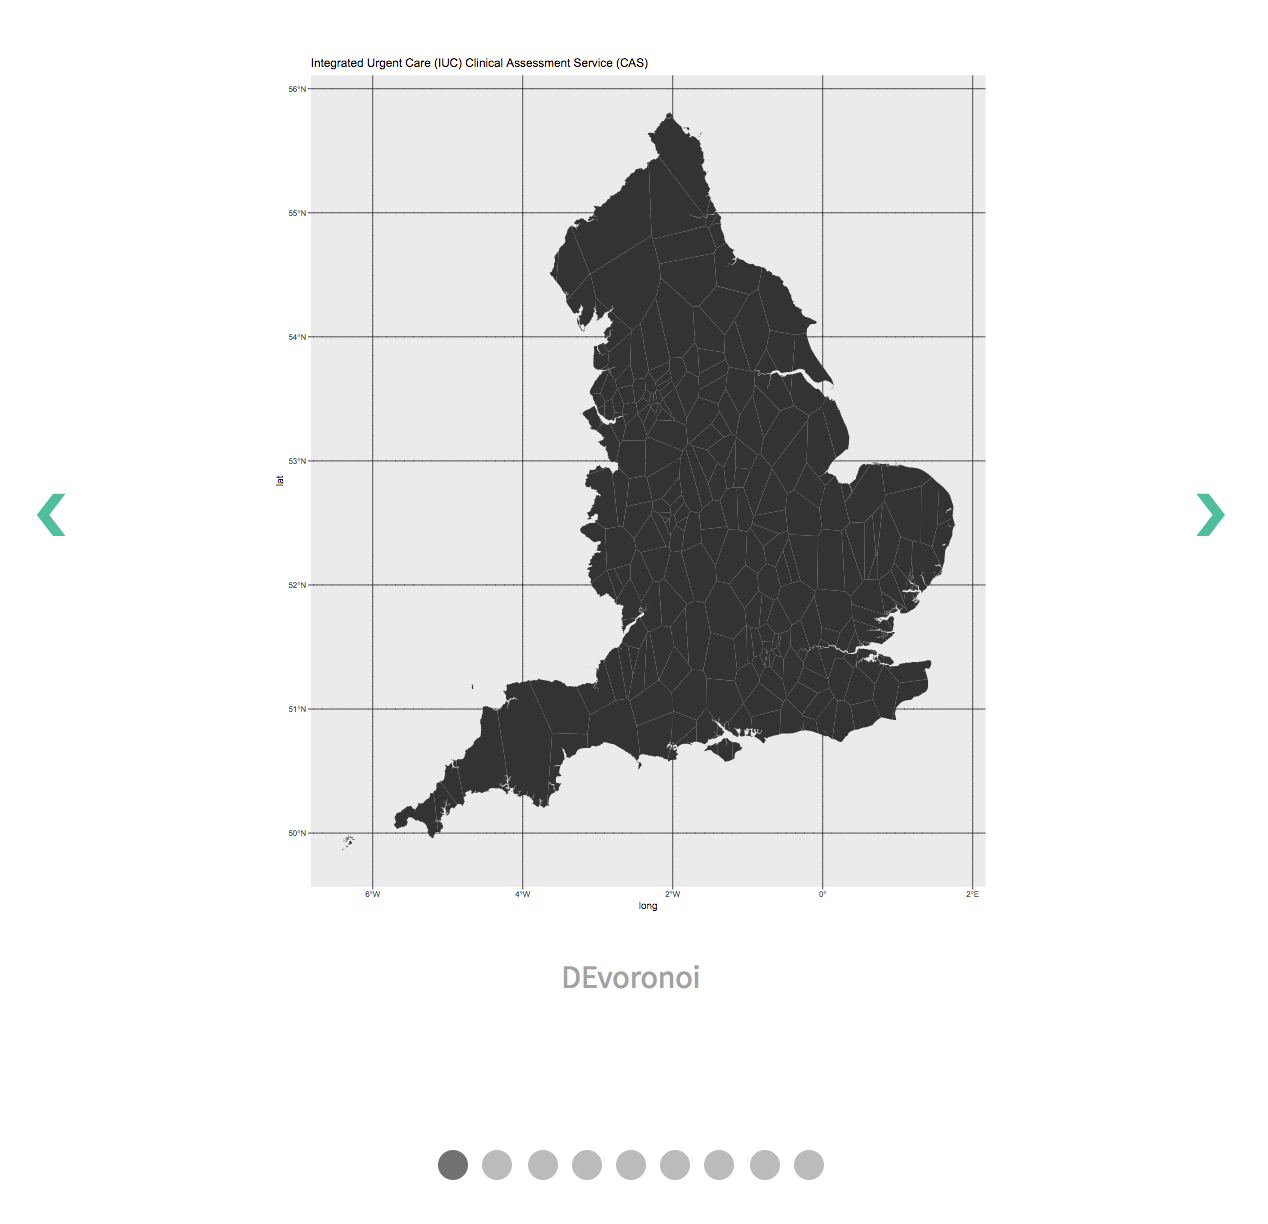 Integrated Urgent Care (IUC) Clinical Assessment Service (CAS)
56°N
55°N
54°N
53°N
lat
52°N
51°N
50°N
6°W 4°W 2°W 0° 2°E
long
DEvoronoi